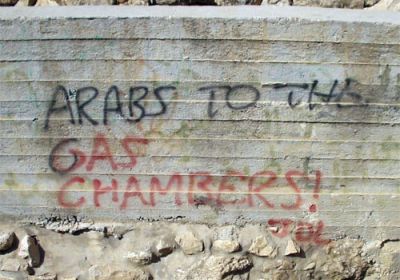 ARABS TO THE
GAS
CHAMBERS!
JDL